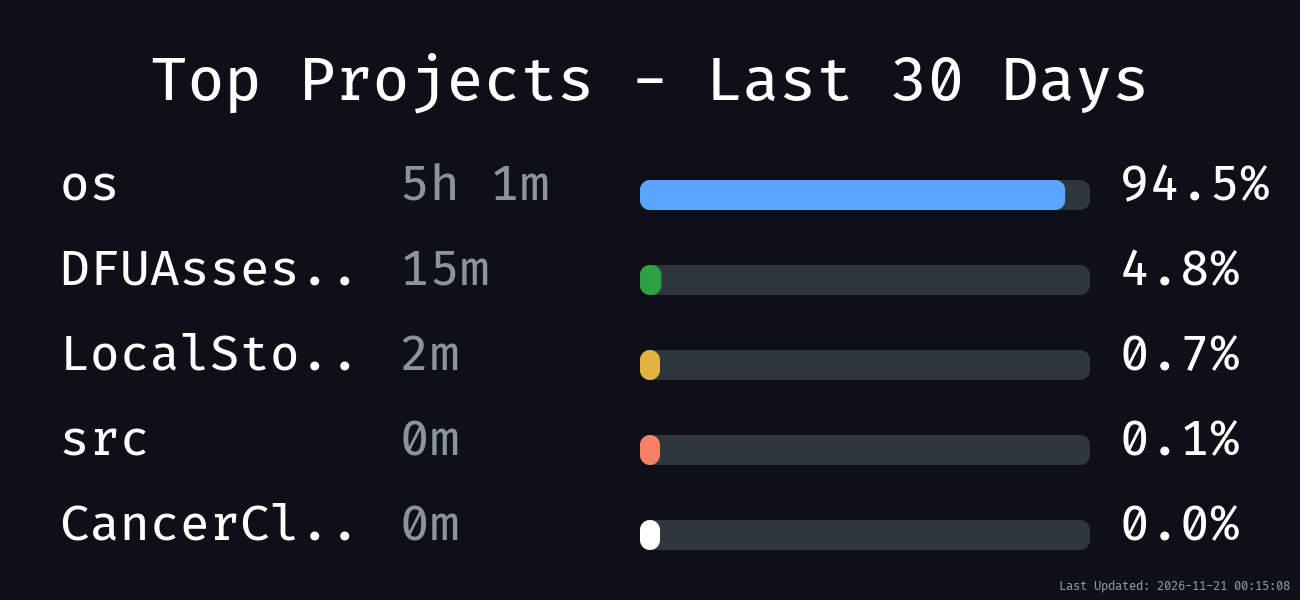 Top Projects - Last 30 Days
os 5h 1m 94.5%
DFUAsses.. 15m 4.8%
LocalSto.. 2m 0.7%
src 0m 0.1%
CancerCl.. 0m 0.0%
Last Updated: 2026-11-21 00:15:08